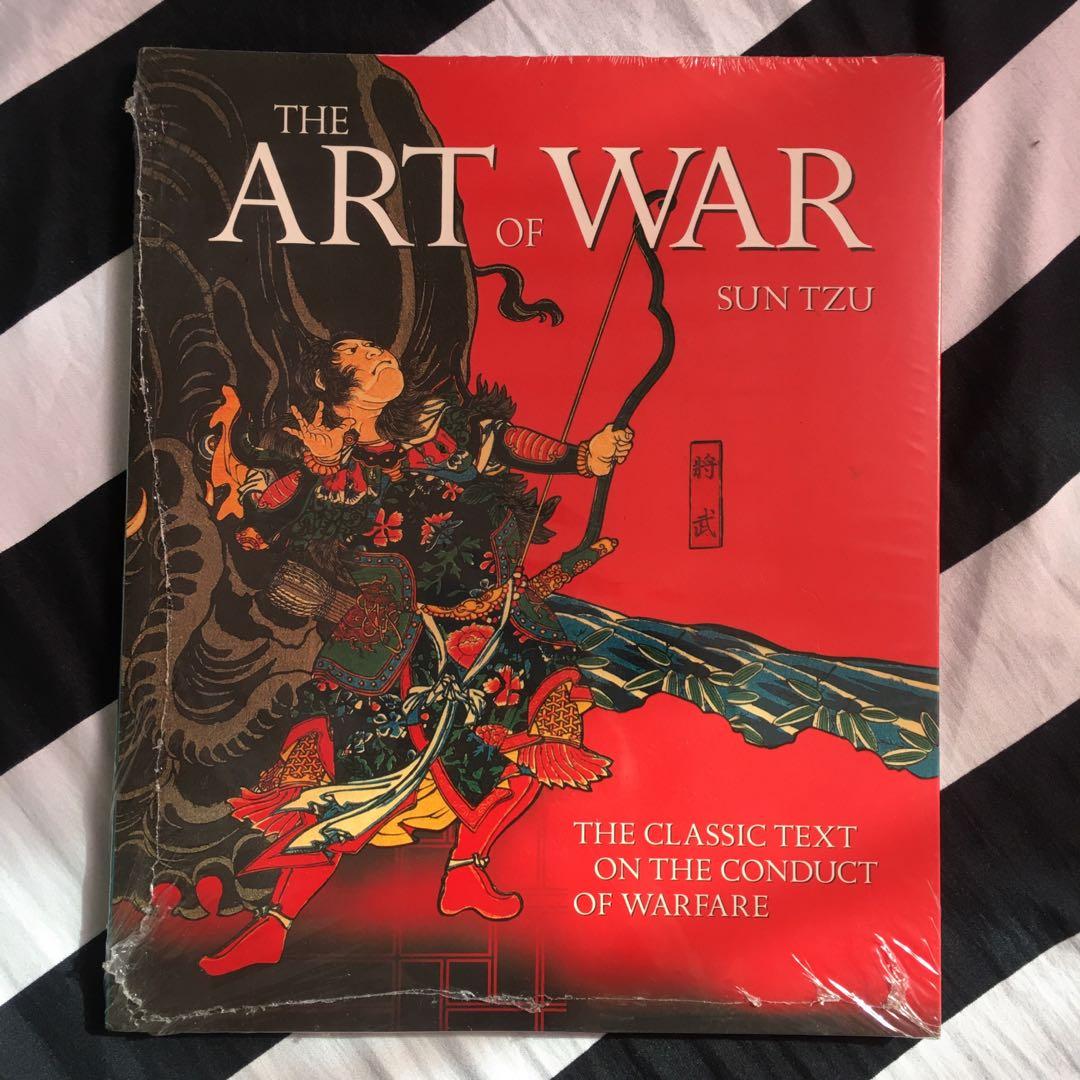 THE
ART OF WAR
SUN TZU
將武
THE CLASSIC TEXT
ON THE CONDUCT
OF WARFARE